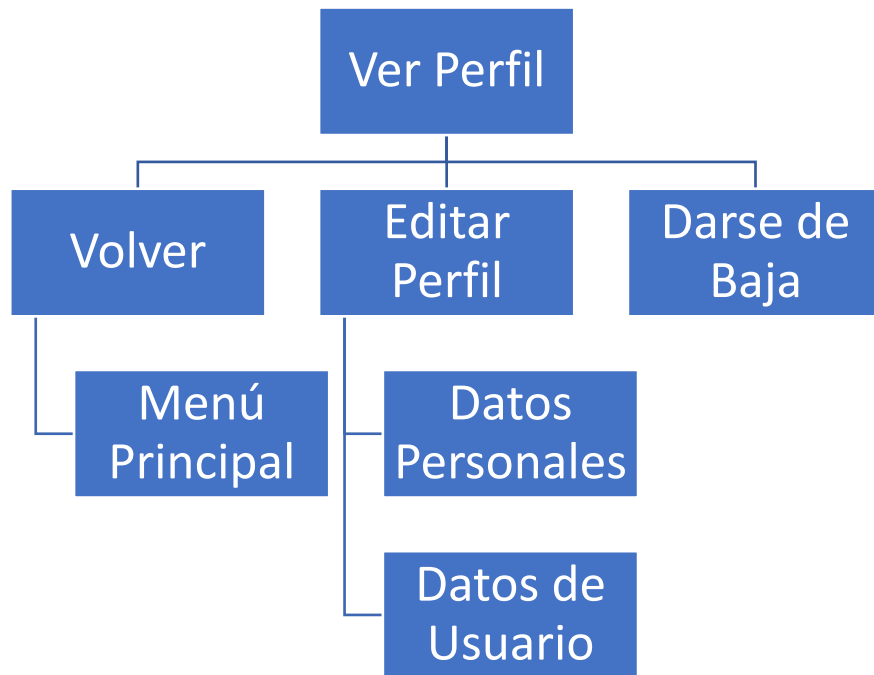 Ver Perfil
Volver
Editar
Perfil
Darse de
Baja
Menú
Principal
Datos
Personales
Datos de
Usuario